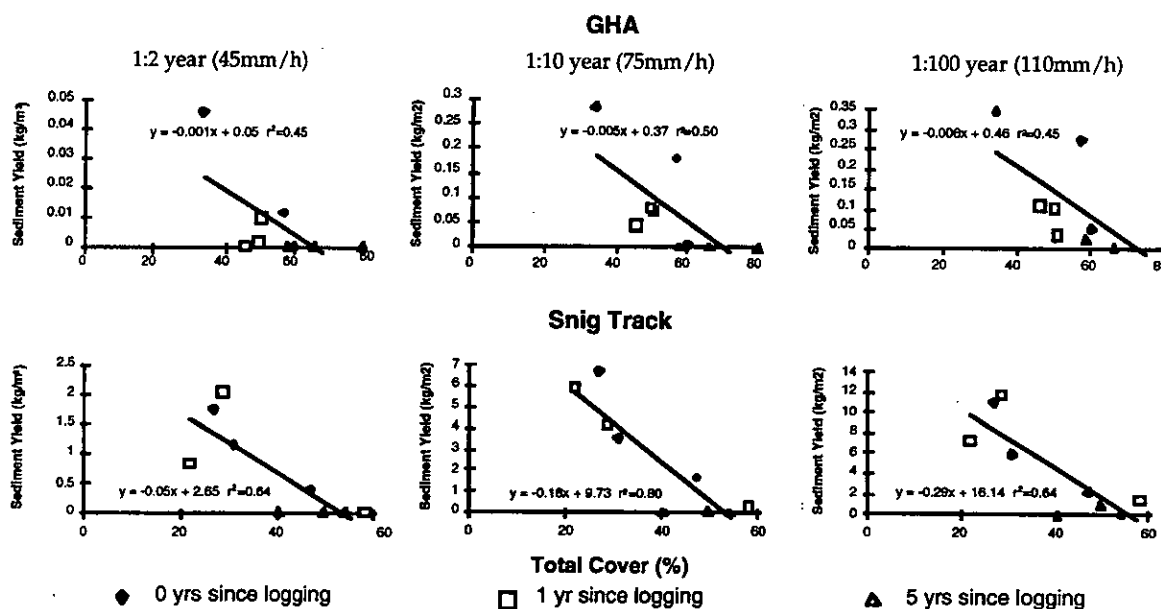 GHA
1:2 year (45mm/h)
1:10 year (75mm/h)
1:100 year (110mm/h)
Sediment Yield (kg/m²)
0.05
0.04
0.03
0.02
0.01
0
y = -0.001x + 0.05 r²=0.45
0 20 40 60 80
Sediment Yield (kg/m2)
0.3
0.25
0.2
0.15
0.1
0.05
0
y = -0.005x + 0.37 r²=0.50
0 20 40 60 80
Sediment Yield (kg/m2)
0.35
0.3
0.25
0.2
0.15
0.1
0.05
0
y = -0.006x + 0.46 r²=0.45
0 20 40 60 80
Snig Track
Sediment Yield (kg/m²)
2.5
2
1.5
1
0.5
0
y = -0.05x + 2.65 r²=0.64
0 20 40 60
Sediment Yield (kg/m2)
7
6
5
4
3
2
1
0
y = -0.18x + 9.73 r²=0.80
0 20 40 60
Sediment Yield (kg/m2)
14
12
10
8
6
4
2
0
y = -0.29x + 16.14 r²=0.64
0 20 40 60
Total Cover (%)
0 yrs since logging
1 yr since logging
5 yrs since logging